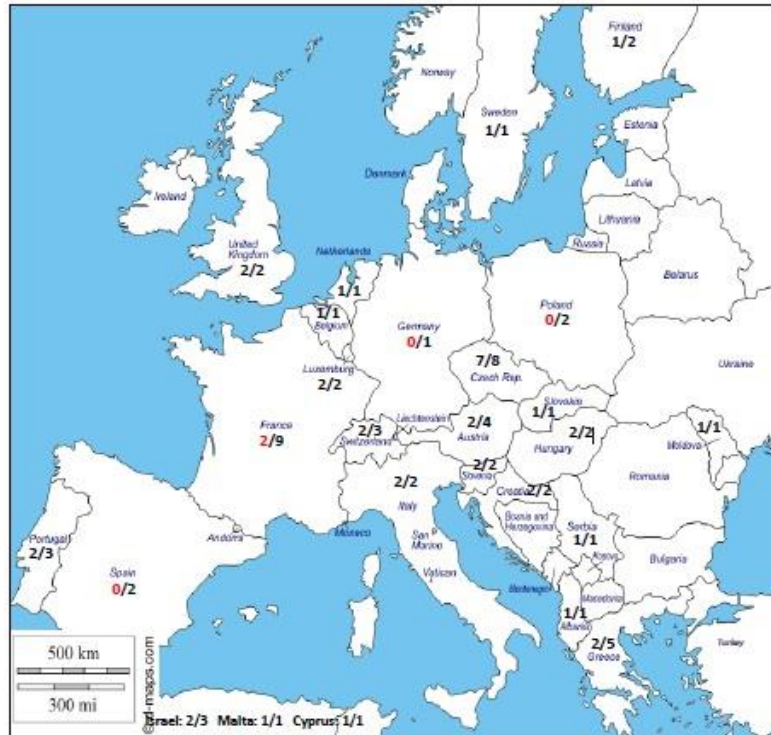 Finland
1/2
Norway
Sweden
1/1
Estonia
Latvia
Denmark
Lithuania
Russia
Ireland
United
Kingdom
2/2
Netherlands
1/1
Belarus
Poland
0/2
1/1
Belgium
Germany
0/1
Luxemburg
2/2
7/8
Czech Rep.
Ukraine
Slovakia
1/1
France
2/9
2/3
Switzerland
Liechtenstein
2/4
Austria
2/2
Hungary
1/1
Moldova
2/2
Slovenia
Romania
2/2
Italy
Croatia
2/2
Bosnia and
Herzegovina
Serbia
1/1
Kosovo
Portugal
2/3
Andorra
Monaco
San
Marino
Bulgaria
Spain
0/2
Vatican
Macedonia
1/1
Albania
2/5
Greece
Turkey
500 km
300 mi
Israel: 2/3 Malta: 1/1 Cyprus: 1/1